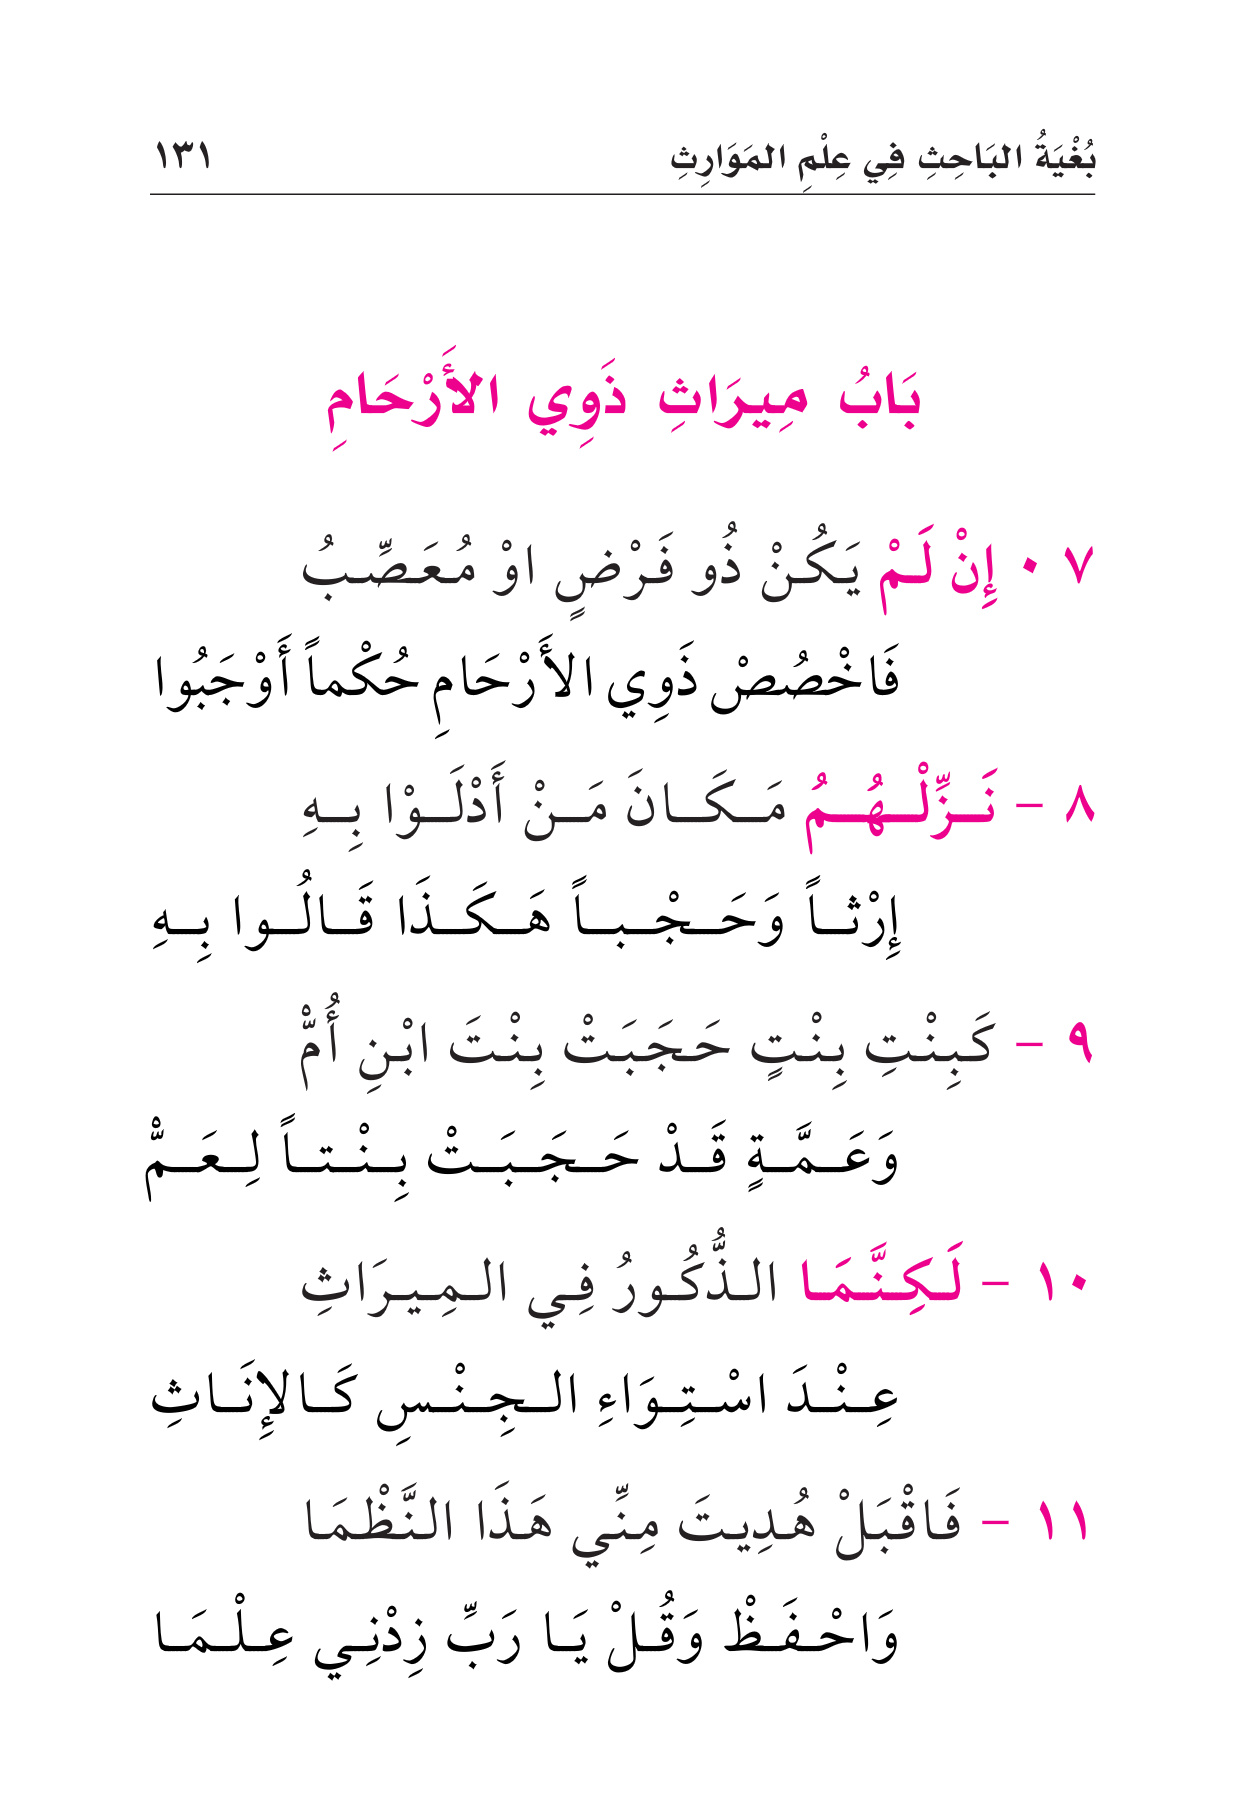 بُغْيَةُ البَاحِثِ فِي عِلْمِ المَوَارِثِ ١٣١
بَابُ مِيرَاثِ ذَوِي الأَرْحَامِ
٧ ٠ إِنْ لَمْ يَكُنْ ذُو فَرْضٍ اوْ مُعَصِّبُ
فَاخْصُصْ ذَوِي الأَرْحَامِ حُكْماً أَوْجَبُوا
٨ - نَزِّلْهُمُ مَكَانَ مَنْ أَدْلَوْا بِهِ
إِرْثاً وَحَجْباً هَكَذَا قَالُوا بِهِ
٩ - كَبِنْتِ بِنْتٍ حَجَبَتْ بِنْتَ ابْنِ أُمّْ
وَعَمَّةٍ قَدْ حَجَبَتْ بِنْتاً لِعَمّْ
١٠ - لَكِنَّمَا الذُّكُورُ فِي المِيرَاثِ
عِنْدَ اسْتِوَاءِ الجِنْسِ كَالإِنَاثِ
١١ - فَاقْبَلْ هُدِيتَ مِنِّي هَذَا النَّظْمَا
وَاحْفَظْ وَقُلْ يَا رَبِّ زِدْنِي عِلْمَا